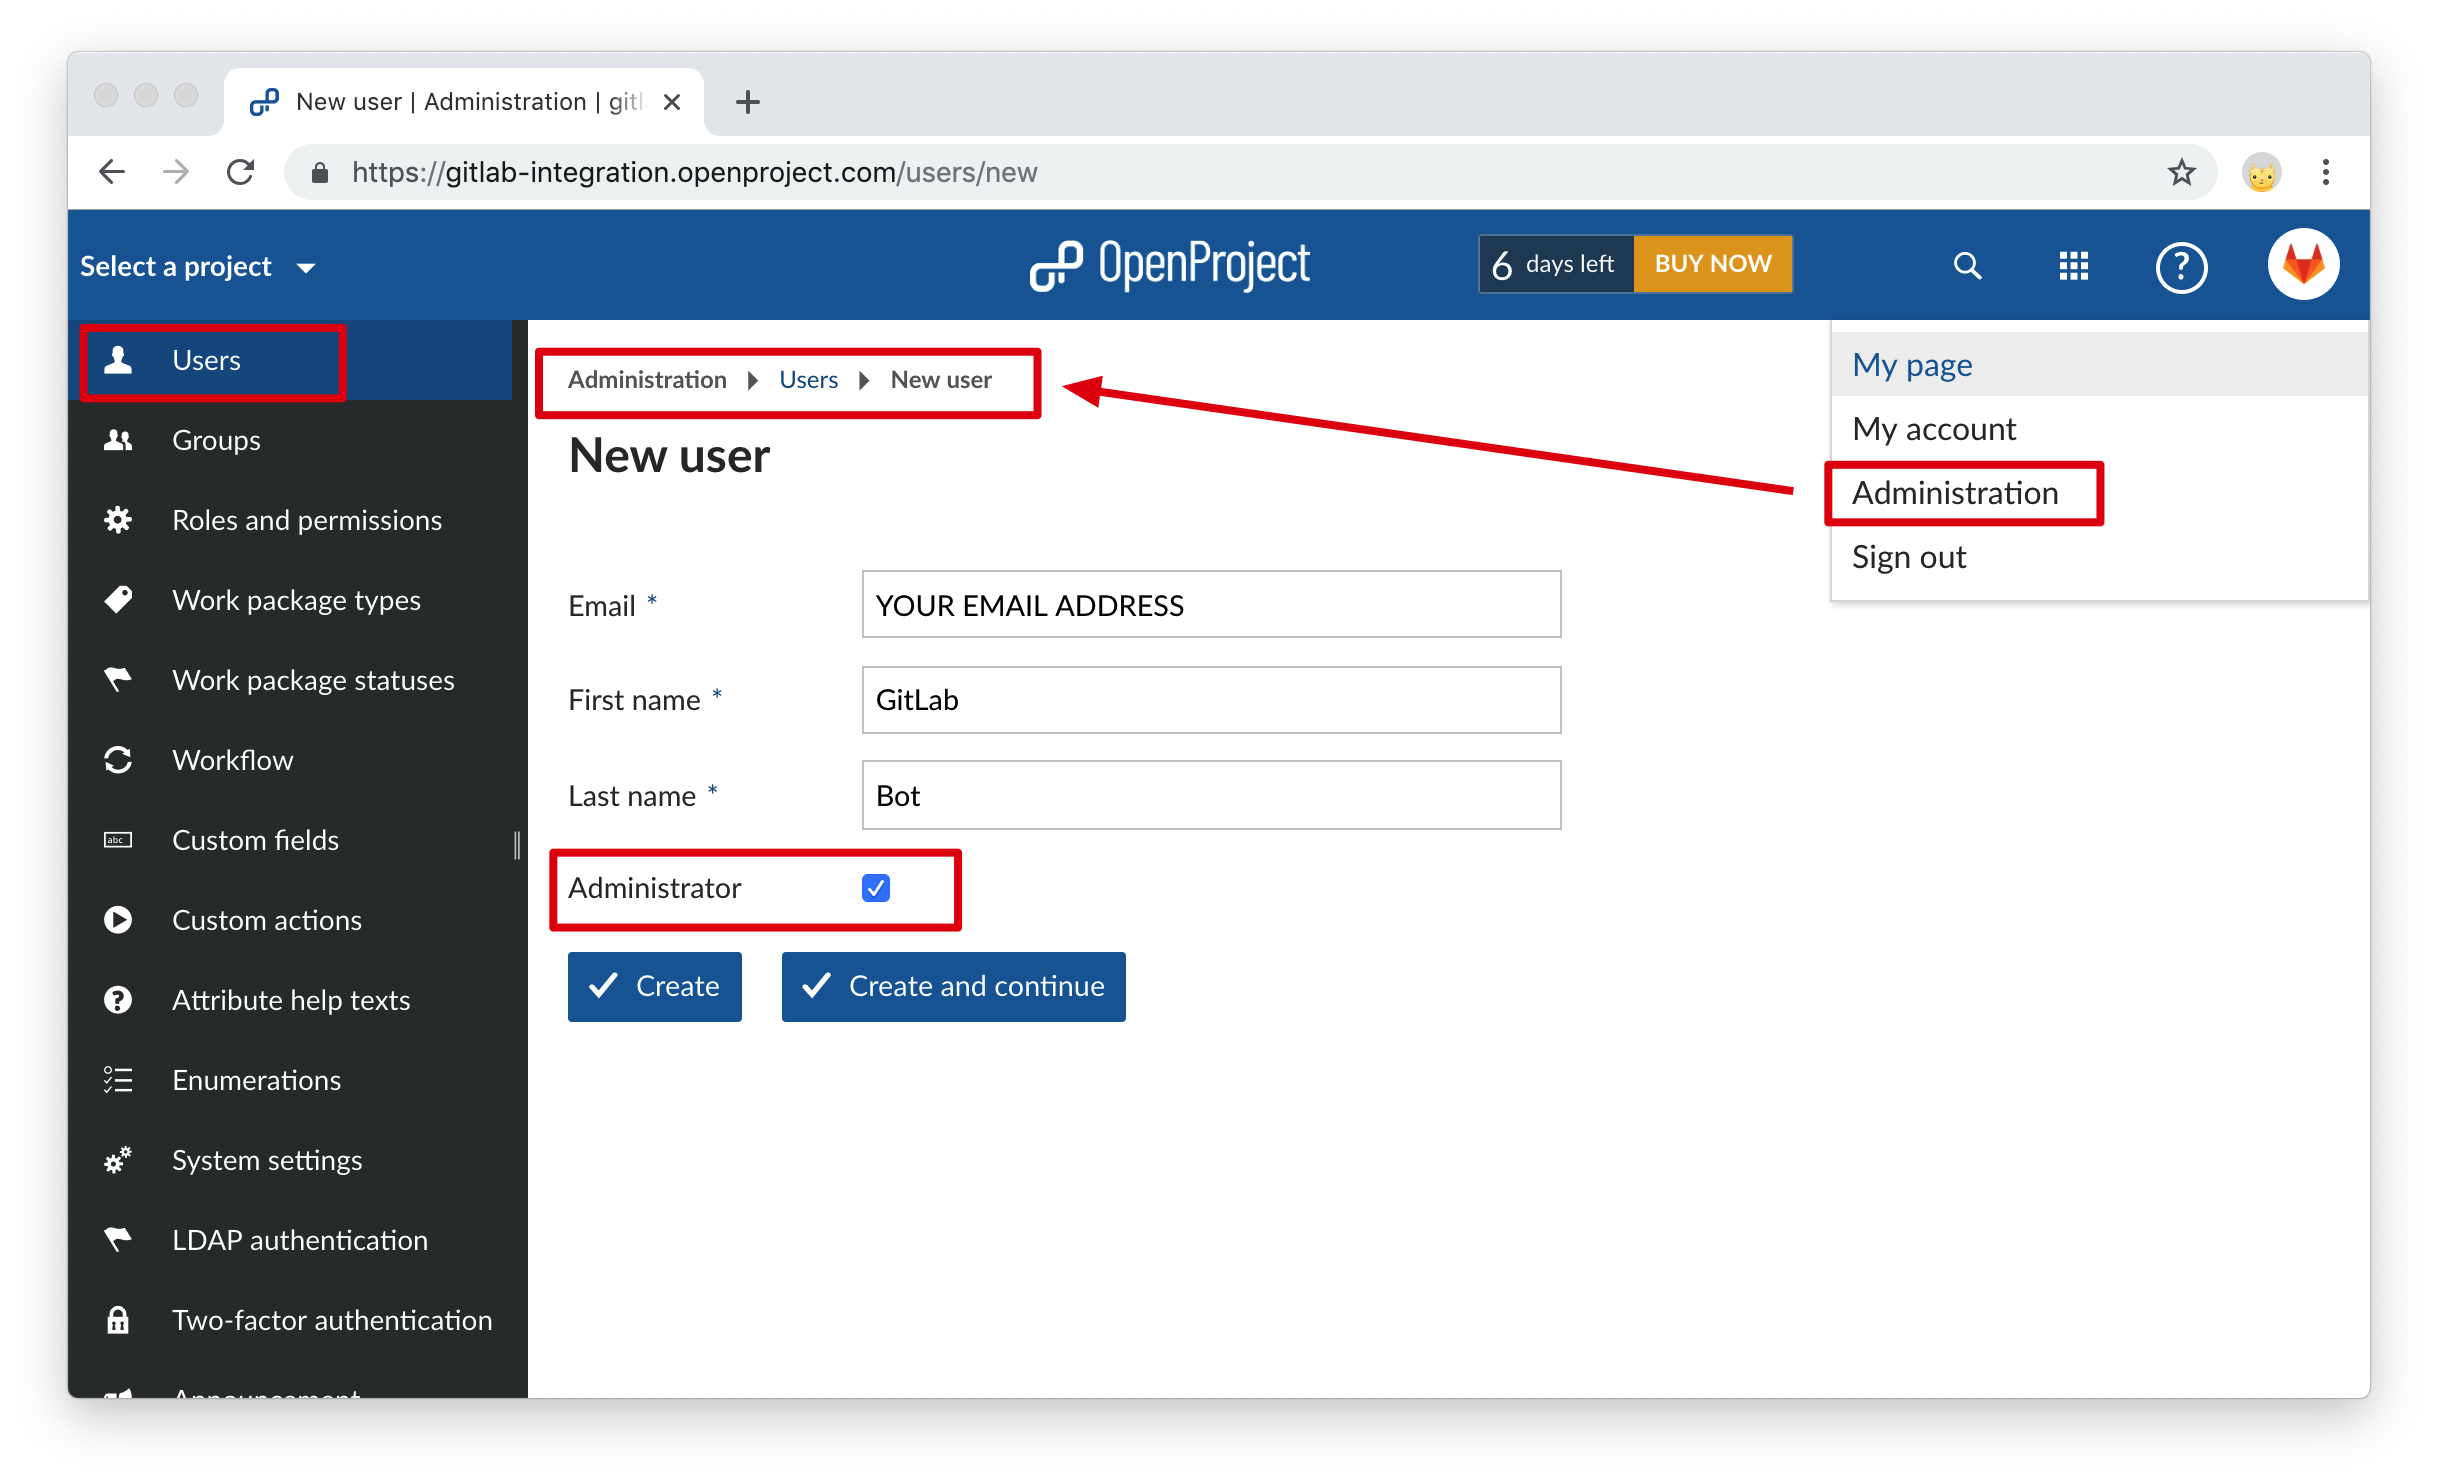 New user | Administration | gitl
https://gitlab-integration.openproject.com/users/new
Select a project
OpenProject
6 days left
BUY NOW
?
Users
Groups
Roles and permissions
Work package types
Work package statuses
Workflow
abc
Custom fields
Custom actions
Attribute help texts
Enumerations
System settings
LDAP authentication
Two-factor authentication
Announcement
Administration Users New user
New user
Email *
YOUR EMAIL ADDRESS
First name *
GitLab
Last name *
Bot
Administrator
Create
Create and continue
My page
My account
Administration
Sign out